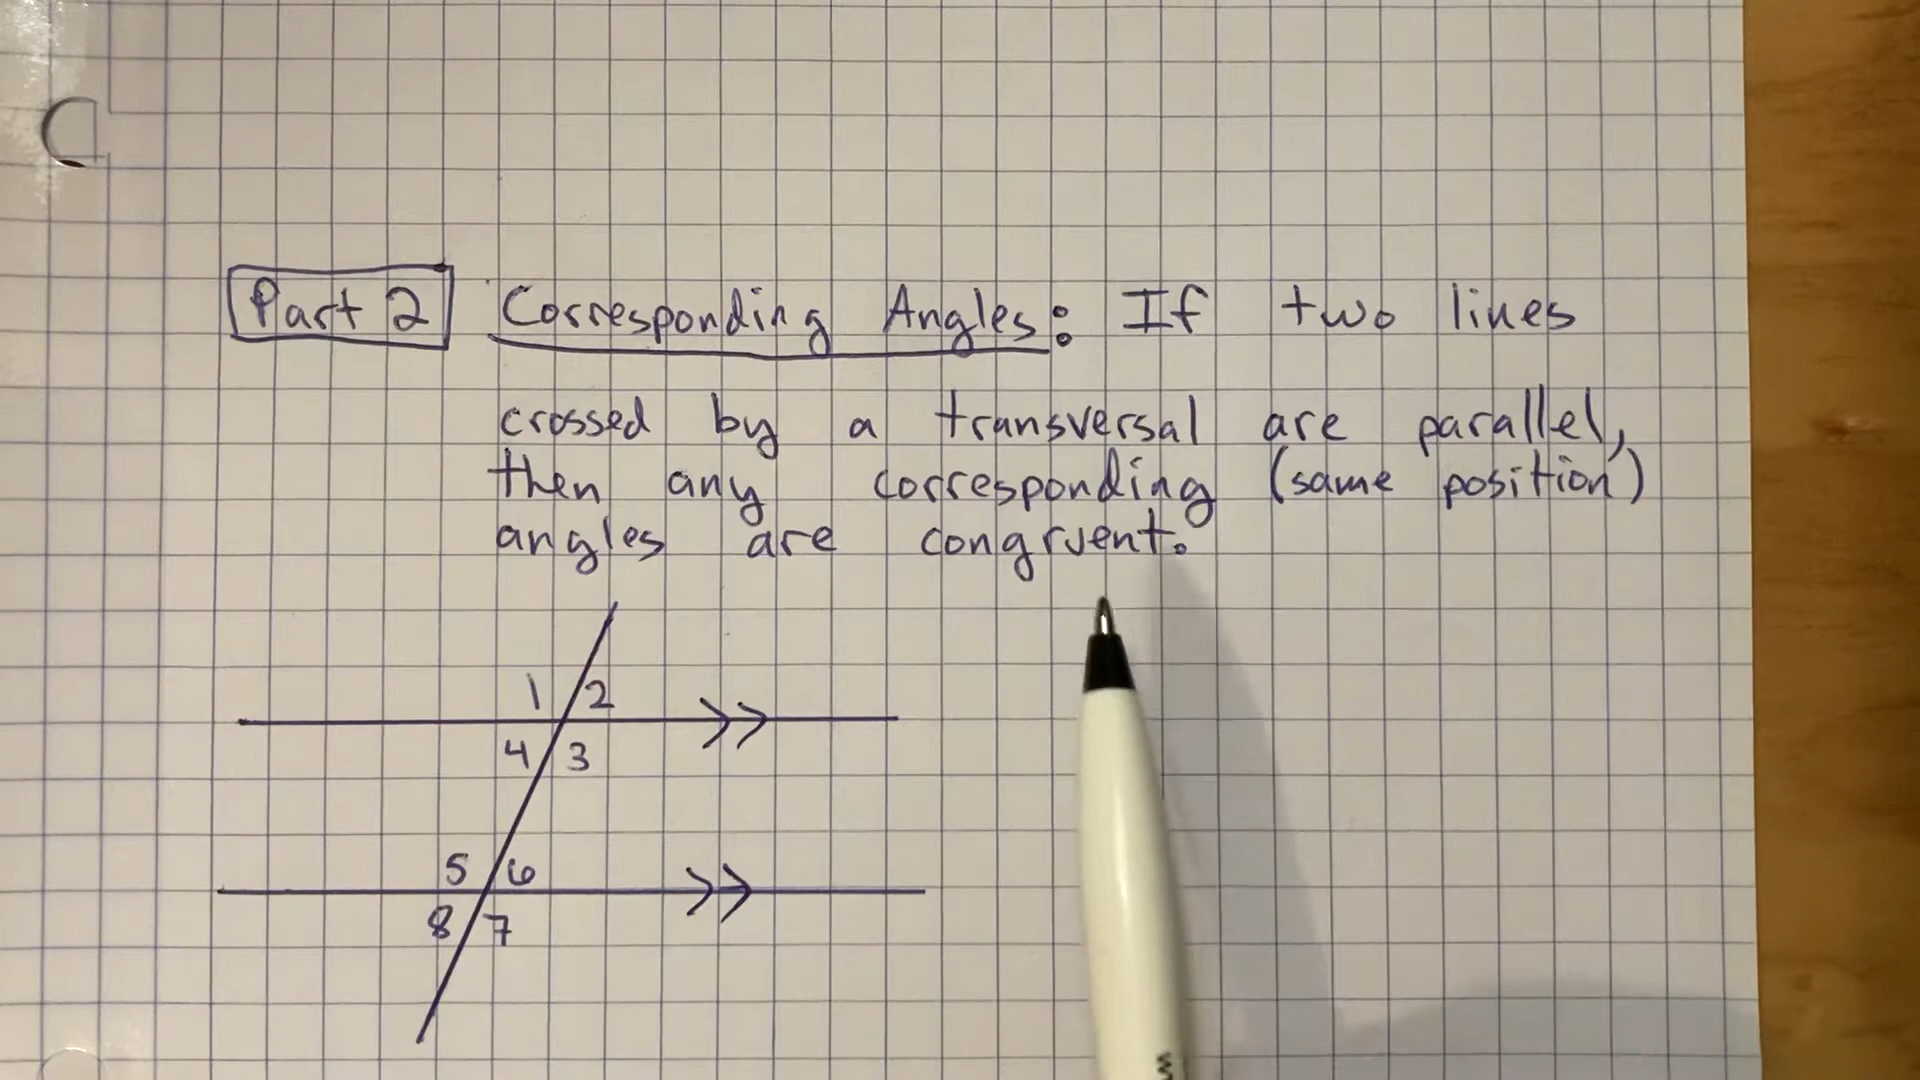 Part 2 Corresponding Angles: If two lines
crossed by a transversal are parallel,
then any corresponding (same position)
angles are congruent.
1 2
4 3
5 6
8 7